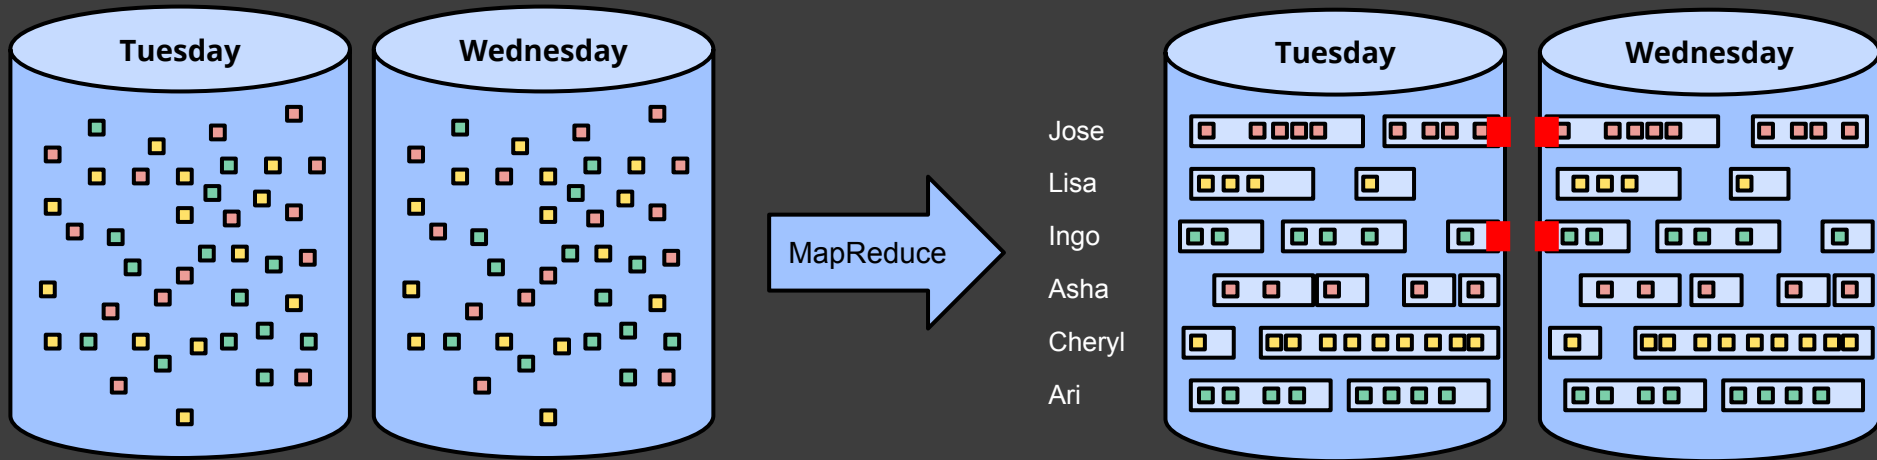 Tuesday
Wednesday
MapReduce
Tuesday
Wednesday
Jose
Lisa
Ingo
Asha
Cheryl
Ari